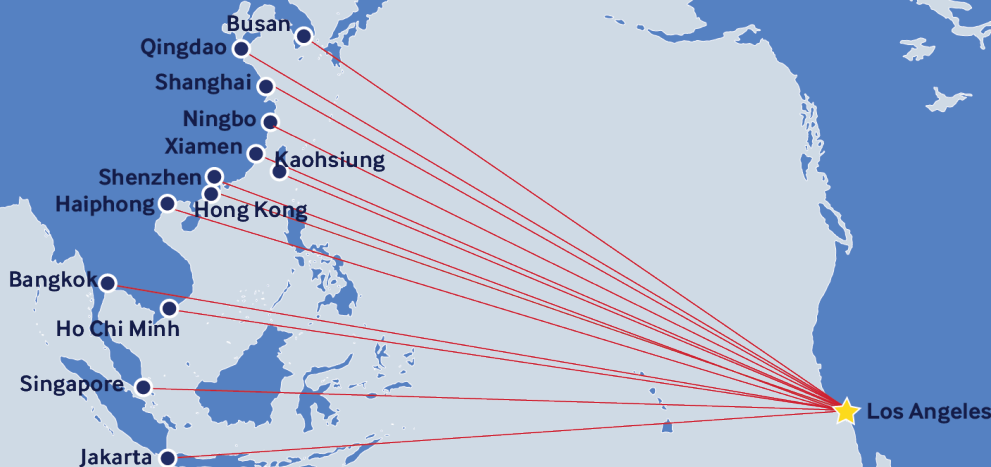 Busan
Qingdao
Shanghai
Ningbo
Xiamen
Kaohsiung
Shenzhen
Haiphong
Hong Kong
Bangkok
Ho Chi Minh
Singapore
Los Angeles
Jakarta